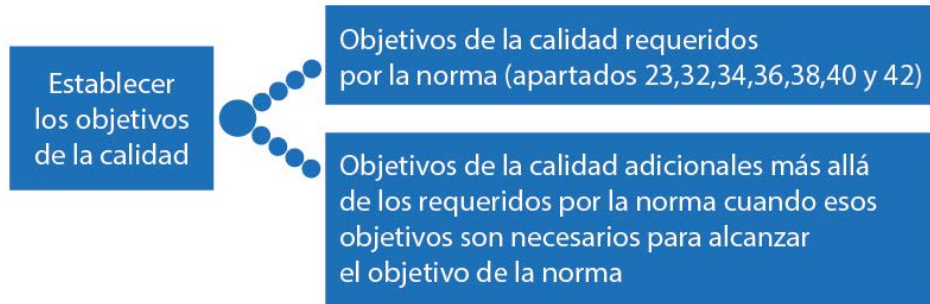 Establecer
los objetivos
de la calidad
Objetivos de la calidad requeridos
por la norma (apartados 23,32,34,36,38,40 y 42)
Objetivos de la calidad adicionales más allá
de los requeridos por la norma cuando esos
objetivos son necesarios para alcanzar
el objetivo de la norma